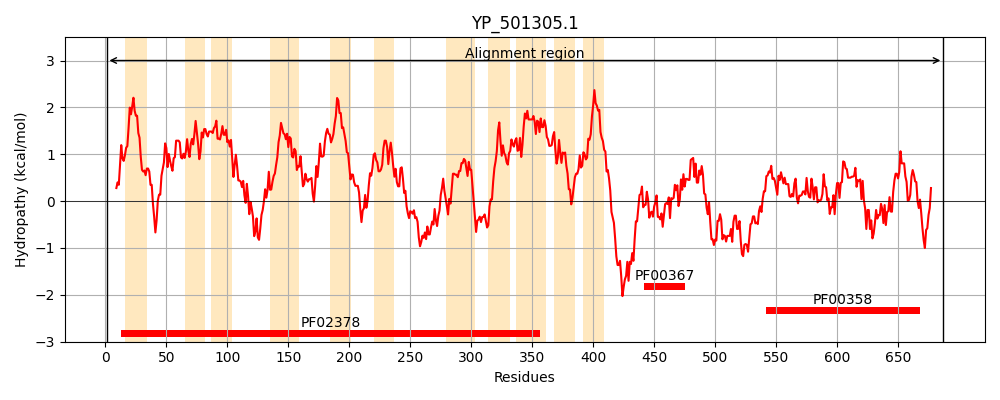 YP_501305.1
Alignment region
3
2
1
0
−1
−2
−3
Hydropathy (kcal/mol)
PF00367
PF00358
PF02378
0 50 100 150 200 250 300 350 400 450 500 550 600 650
Residues